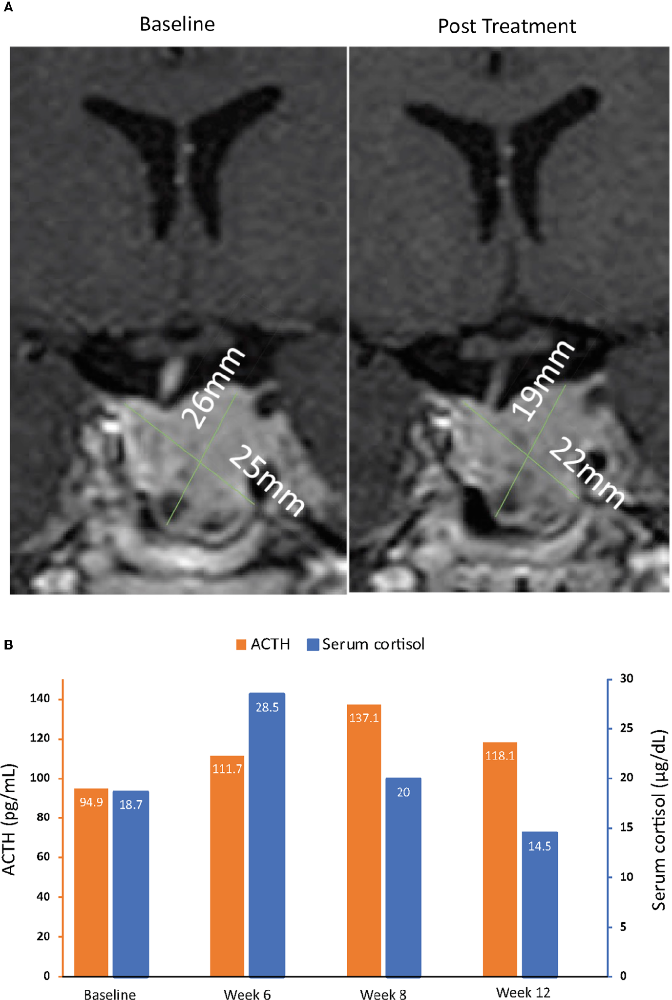 A
Baseline
Post Treatment
26mm
25mm
19mm
22mm
B
ACTH
Serum cortisol
ACTH (pg/mL)
140
120
100
80
60
40
20
0
94.9
18.7
111.7
28.5
137.1
20
118.1
14.5
30
25
20
15
10
5
0
Serum cortisol (µg/dL)
Baseline
Week 6
Week 8
Week 12